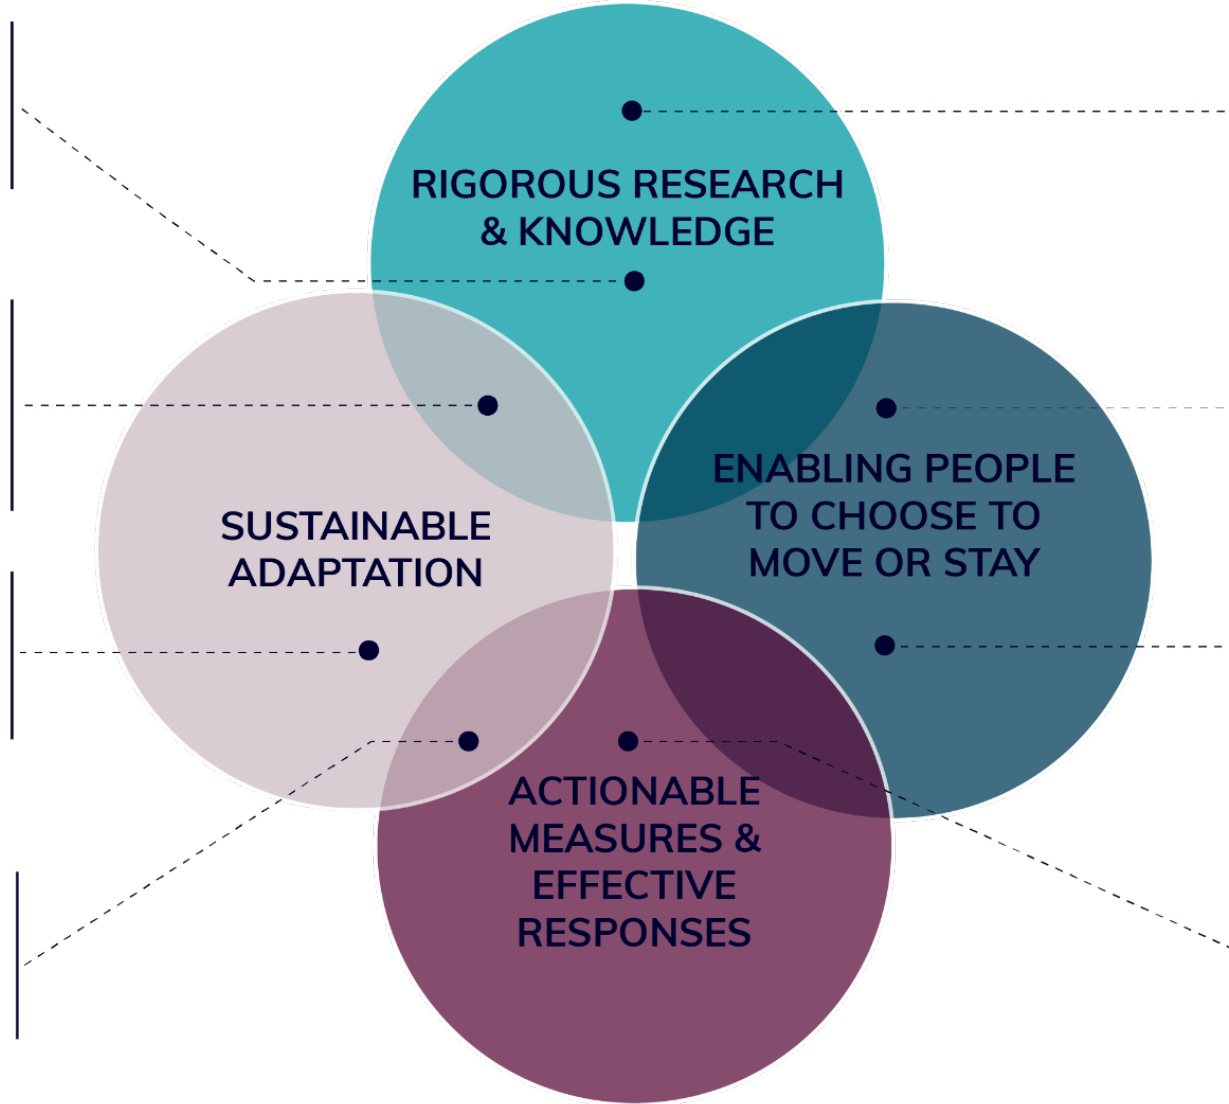 RIGOROUS RESEARCH
& KNOWLEDGE
SUSTAINABLE
ADAPTATION
ENABLING PEOPLE
TO CHOOSE TO
MOVE OR STAY
ACTIONABLE
MEASURES &
EFFECTIVE
RESPONSES